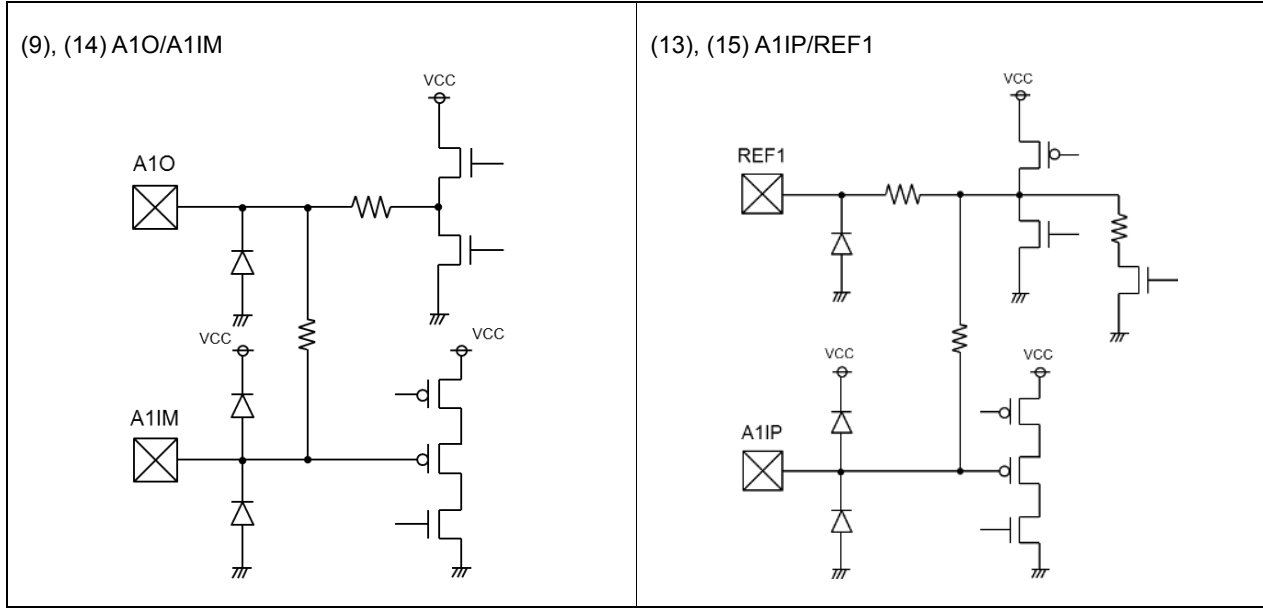 (9), (14) A1O/A1IM
VCC
A1O
VCC
VCC
A1IM
(13), (15) A1IP/REF1
VCC
REF1
VCC
VCC
A1IP